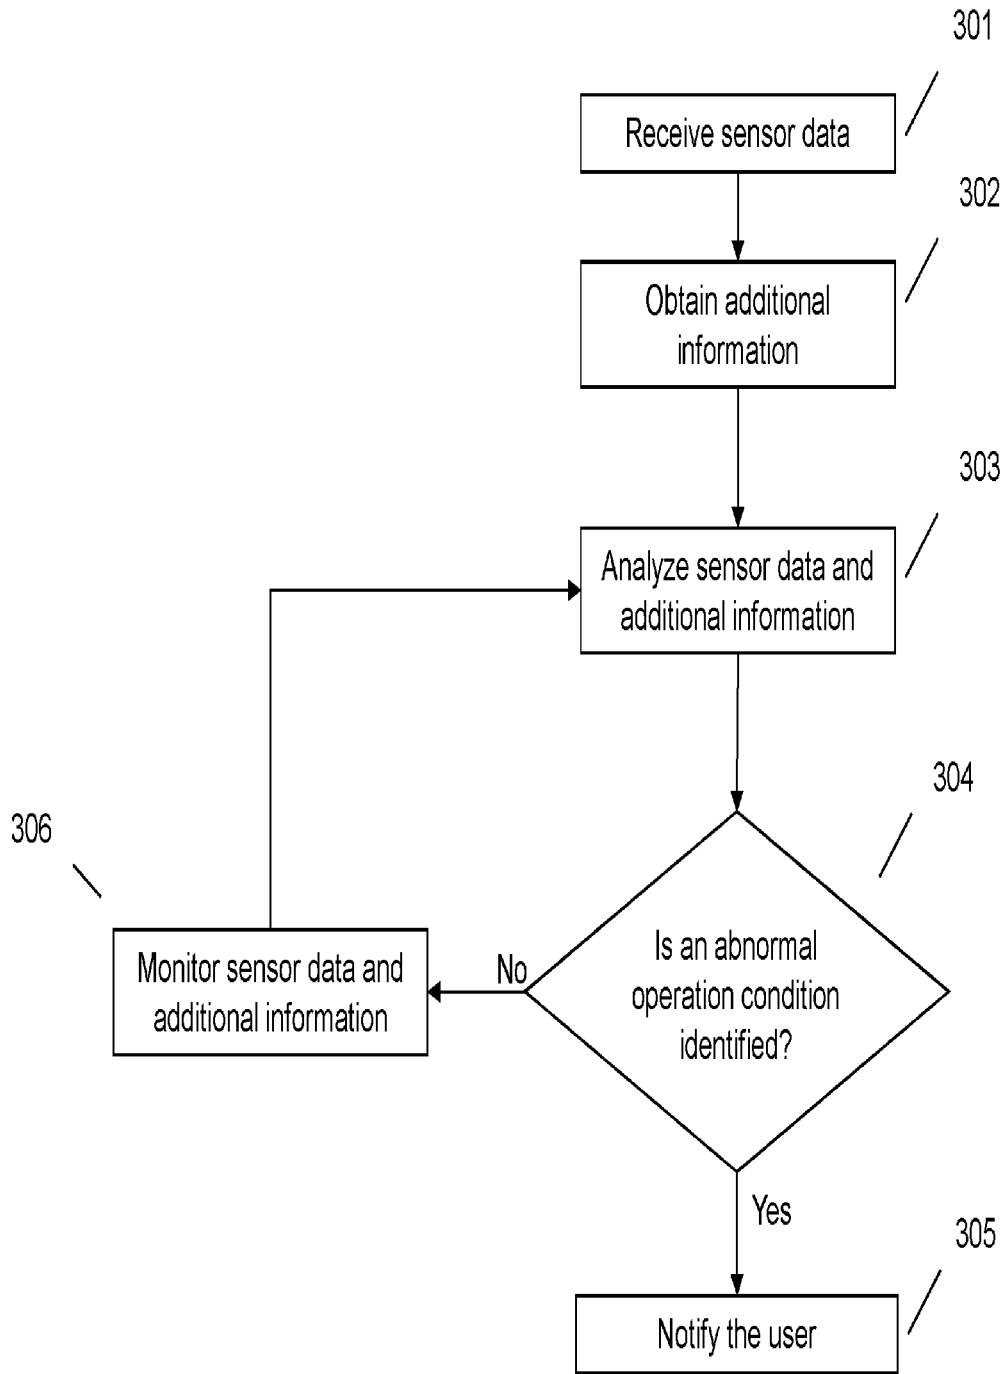 301
Receive sensor data
302
Obtain additional
information
303
Analyze sensor data and
additional information
304
Is an abnormal
operation condition
identified?
306
Monitor sensor data and
additional information
No
Yes
305
Notify the user